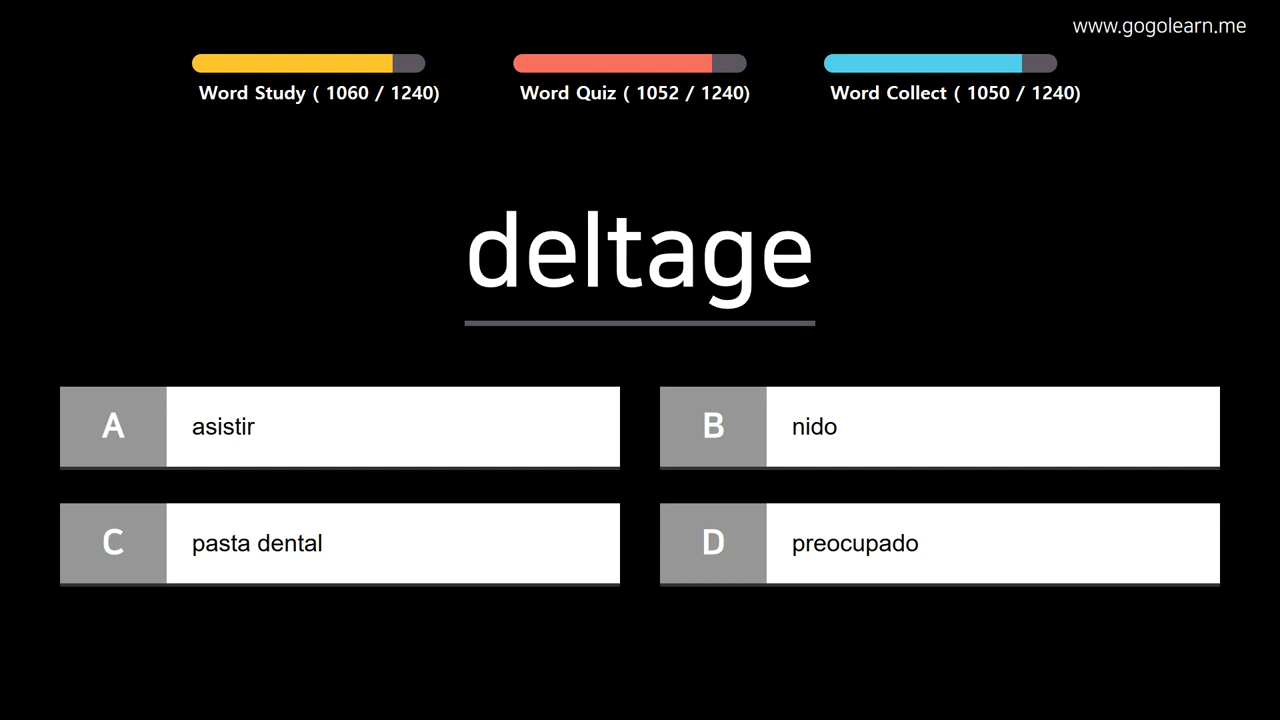 www.gogolearn.me
Word Study ( 1060 / 1240)
Word Quiz ( 1052 / 1240)
Word Collect ( 1050 / 1240)
deltage
A asistir
B nido
C pasta dental
D preocupado